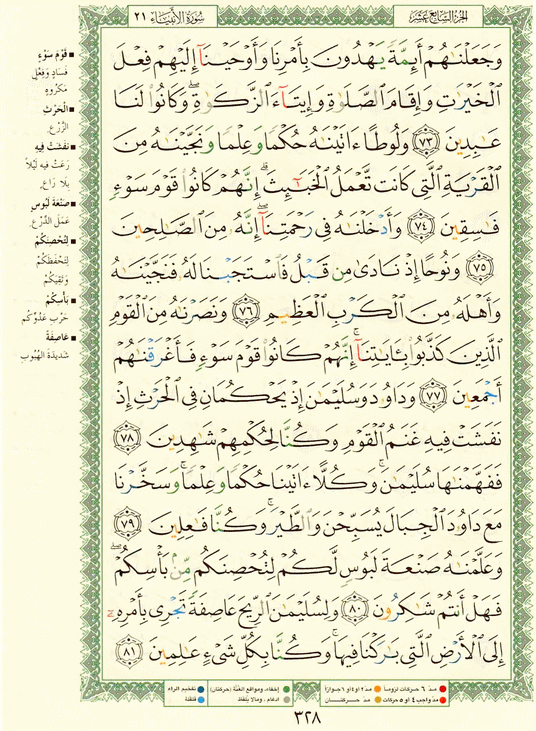 الجزء السابع عشر
سورة الأنبياء ٢١
وَجَعَلْنَٰهُمْ أَئِمَّةً يَهْدُونَ بِأَمْرِنَا وَأَوْحَيْنَآ إِلَيْهِمْ فِعْلَ
ٱلْخَيْرَٰتِ وَإِقَامَ ٱلصَّلَوٰةِ وَإِيتَآءَ ٱلزَّكَوٰةِ ۖ وَكَانُوا۟ لَنَا
عَٰبِدِينَ ﴿٧٣﴾ وَلُوطًا ءَاتَيْنَٰهُ حُكْمًا وَعِلْمًا وَنَجَّيْنَٰهُ مِنَ
ٱلْقَرْيَةِ ٱلَّتِى كَانَت تَّعْمَلُ ٱلْخَبَٰٓئِثَ ۗ إِنَّهُمْ كَانُوا۟ قَوْمَ سَوْءٍ
فَٰسِقِينَ ﴿٧٤﴾ وَأَدْخَلْنَٰهُ فِى رَحْمَتِنَآ ۖ إِنَّهُۥ مِنَ ٱلصَّٰلِحِينَ
﴿٧٥﴾ وَنُوحًا إِذْ نَادَىٰ مِن قَبْلُ فَٱسْتَجَبْنَا لَهُۥ فَنَجَّيْنَٰهُ
وَأَهْلَهُۥ مِنَ ٱلْكَرْبِ ٱلْعَظِيمِ ﴿٧٦﴾ وَنَصَرْنَٰهُ مِنَ ٱلْقَوْمِ
ٱلَّذِينَ كَذَّبُوا۟ بِـَٔايَٰتِنَآ ۚ إِنَّهُمْ كَانُوا۟ قَوْمَ سَوْءٍ فَأَغْرَقْنَٰهُمْ
أَجْمَعِينَ ﴿٧٧﴾ وَدَاوُۥدَ وَسُلَيْمَٰنَ إِذْ يَحْكُمَانِ فِى ٱلْحَرْثِ إِذْ
نَفَشَتْ فِيهِ غَنَمُ ٱلْقَوْمِ وَكُنَّا لِحُكْمِهِمْ شَٰهِدِينَ ﴿٧٨﴾
فَفَهَّمْنَٰهَا سُلَيْمَٰنَ ۚ وَكُلًّا ءَاتَيْنَا حُكْمًا وَعِلْمًا ۚ وَسَخَّرْنَا
مَعَ دَاوُۥدَ ٱلْجِبَالَ يُسَبِّحْنَ وَٱلطَّيْرَ ۚ وَكُنَّا فَٰعِلِينَ ﴿٧٩﴾
وَعَلَّمْنَٰهُ صَنْعَةَ لَبُوسٍ لَّكُمْ لِتُحْصِنَكُم مِّنۢ بَأْسِكُمْ ۖ
فَهَلْ أَنتُمْ شَٰكِرُونَ ﴿٨٠﴾ وَلِسُلَيْمَٰنَ ٱلرِّيحَ عَاصِفَةً تَجْرِى بِأَمْرِهِۦٓ
إِلَى ٱلْأَرْضِ ٱلَّتِى بَٰرَكْنَا فِيهَا ۚ وَكُنَّا بِكُلِّ شَىْءٍ عَٰلِمِينَ ﴿٨١﴾
■ قَوْمَ سَوْءٍ
فَسَادٍ وَفِعْلٍ
مَكْرُوهٍ
■ الْحَرْثِ
الزَّرْعِ
■ نَفَشَتْ فِيهِ
رَعَتْ فِيهِ لَيْلًا
بِلَا رَاعٍ
■ صَنْعَةَ لَبُوسٍ
عَمَلَ الدِّرْعِ
■ لِتُحْصِنَكُمْ
لِتَحْفَظَكُمْ
وَتَقِيَكُمْ
■ بَأْسِكُمْ
حَرْبِ عَدُوِّكُمْ
■ عَاصِفَةً
شَدِيدَةَ الْهُبُوبِ
مدّ ٦ حركات لزوماً
مدّ ٢ أو ٤ أو ٦ جوازاً
إخفاء، ومواقع الغنّة (حركتان)
تفخيم الراء
مدّ واجب ٤ أو ٥ حركات
مدّ حركتان
ادغام، وما لا يلفظ
قلقلة
٣٢٨